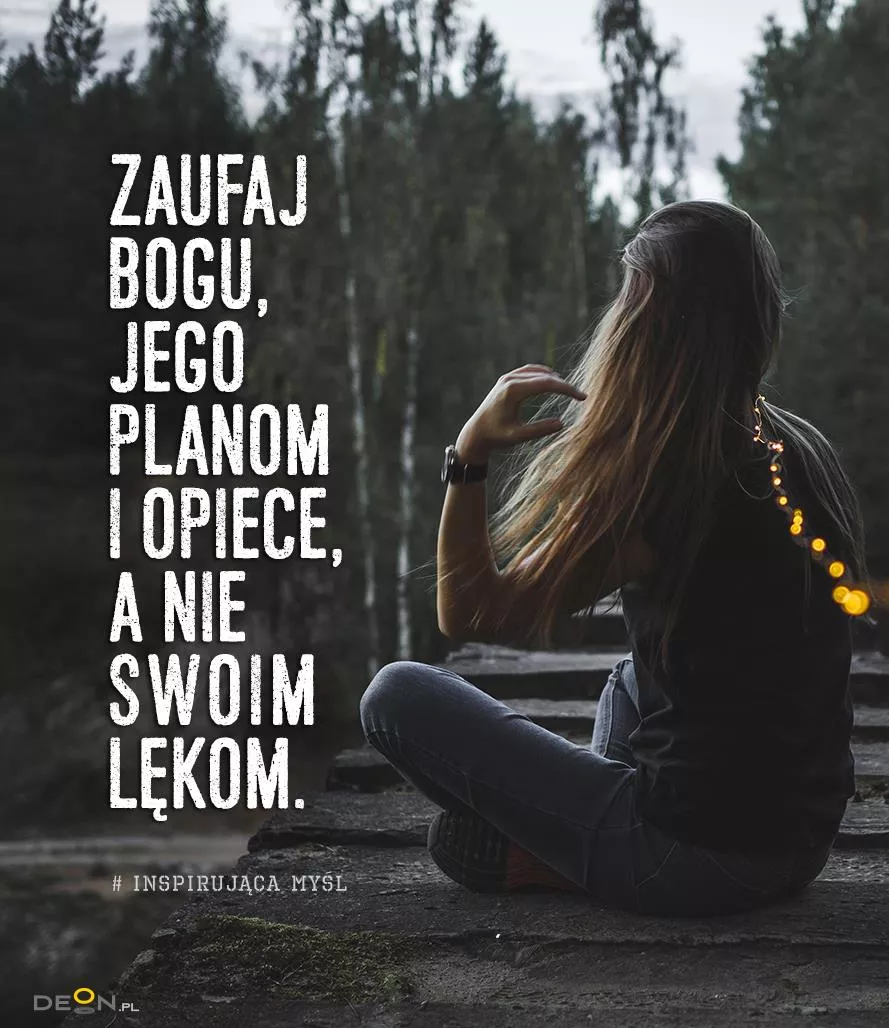 ZAUFAJ
BOGU,
JEGO
PLANOM
I OPIECE,
A NIE
SWOIM
LĘKOM.
# INSPIRUJĄCA MYŚL
DEON.PL